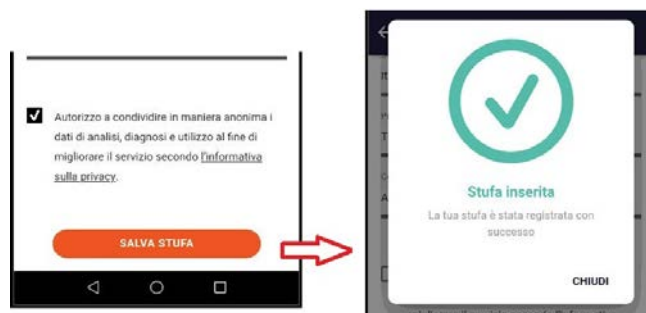 Autorizzo a condividere in maniera anonima i
dati di analisi, diagnosi e utilizzo al fine di
migliorare il servizio secondo l'informativa
sulla privacy.
SALVA STUFA
Stufa inserita
La tua stufa è stata registrata con
successo
CHIUDI